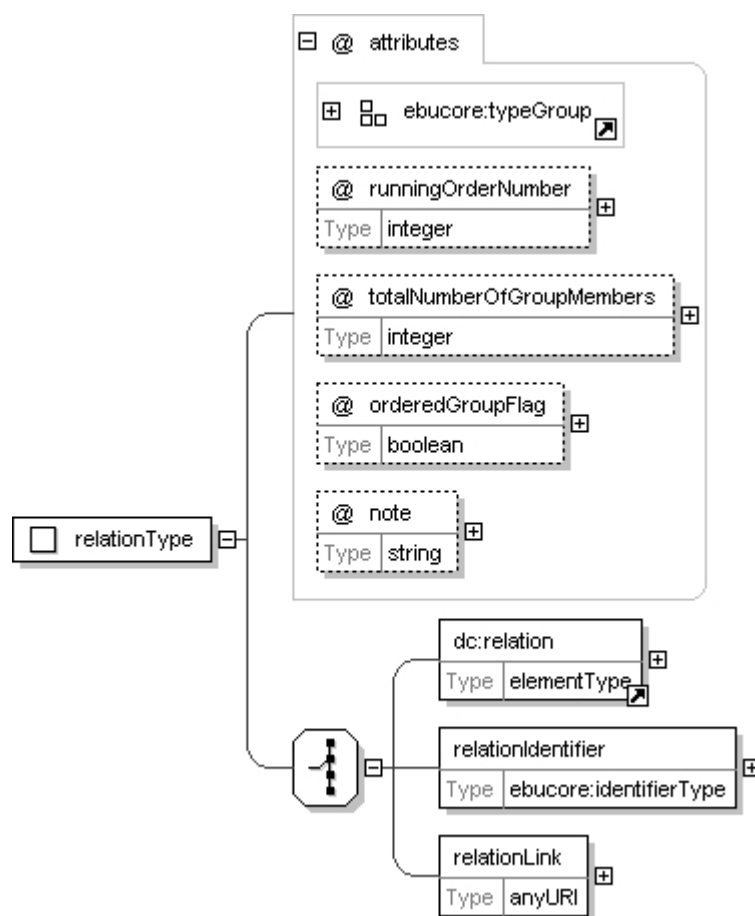 @ attributes
ebucore:typeGroup
@ runningOrderNumber
Type integer
@ totalNumberOfGroupMembers
Type integer
@ orderedGroupFlag
Type boolean
@ note
Type string
relationType
dc:relation
Type elementType
relationIdentifier
Type ebucore:identifierType
relationLink
Type anyURI